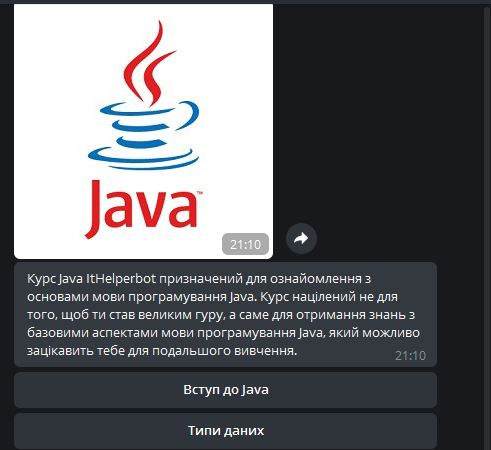 Java™
21:10
Курс Java ItHelperbot призначений для ознайомлення з
основами мови програмування Java. Курс націлений не для
того, щоб ти став великим гуру, а саме для отримання знань з
базовими аспектами мови програмування Java, який можливо
зацікавить тебе для подальшого вивчення.
21:10
Вступ до Java
Типи даних